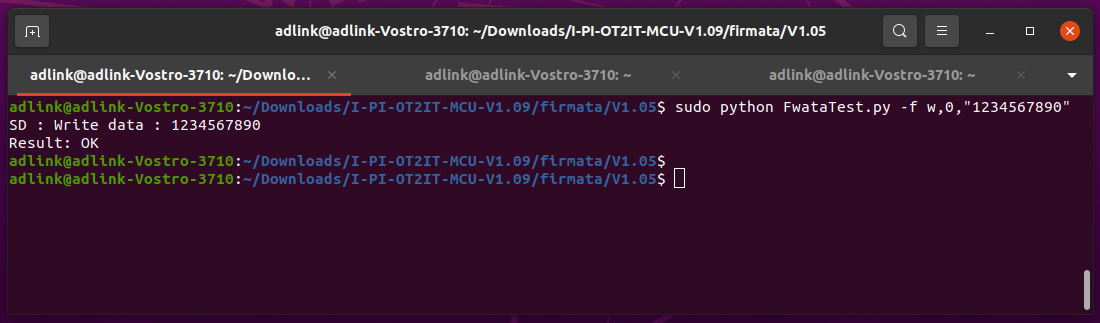 adlink@adlink-Vostro-3710: ~/Downloads/I-PI-OT2IT-MCU-V1.09/firmata/V1.05
adlink@adlink-Vostro-3710: ~/Downlo... × adlink@adlink-Vostro-3710: ~ × adlink@adlink-Vostro-3710: ~ ×
adlink@adlink-Vostro-3710:~/Downloads/I-PI-OT2IT-MCU-V1.09/firmata/V1.05$ sudo python FwataTest.py -f w,0,"1234567890"
SD : Write data : 1234567890
Result: OK
adlink@adlink-Vostro-3710:~/Downloads/I-PI-OT2IT-MCU-V1.09/firmata/V1.05$
adlink@adlink-Vostro-3710:~/Downloads/I-PI-OT2IT-MCU-V1.09/firmata/V1.05$